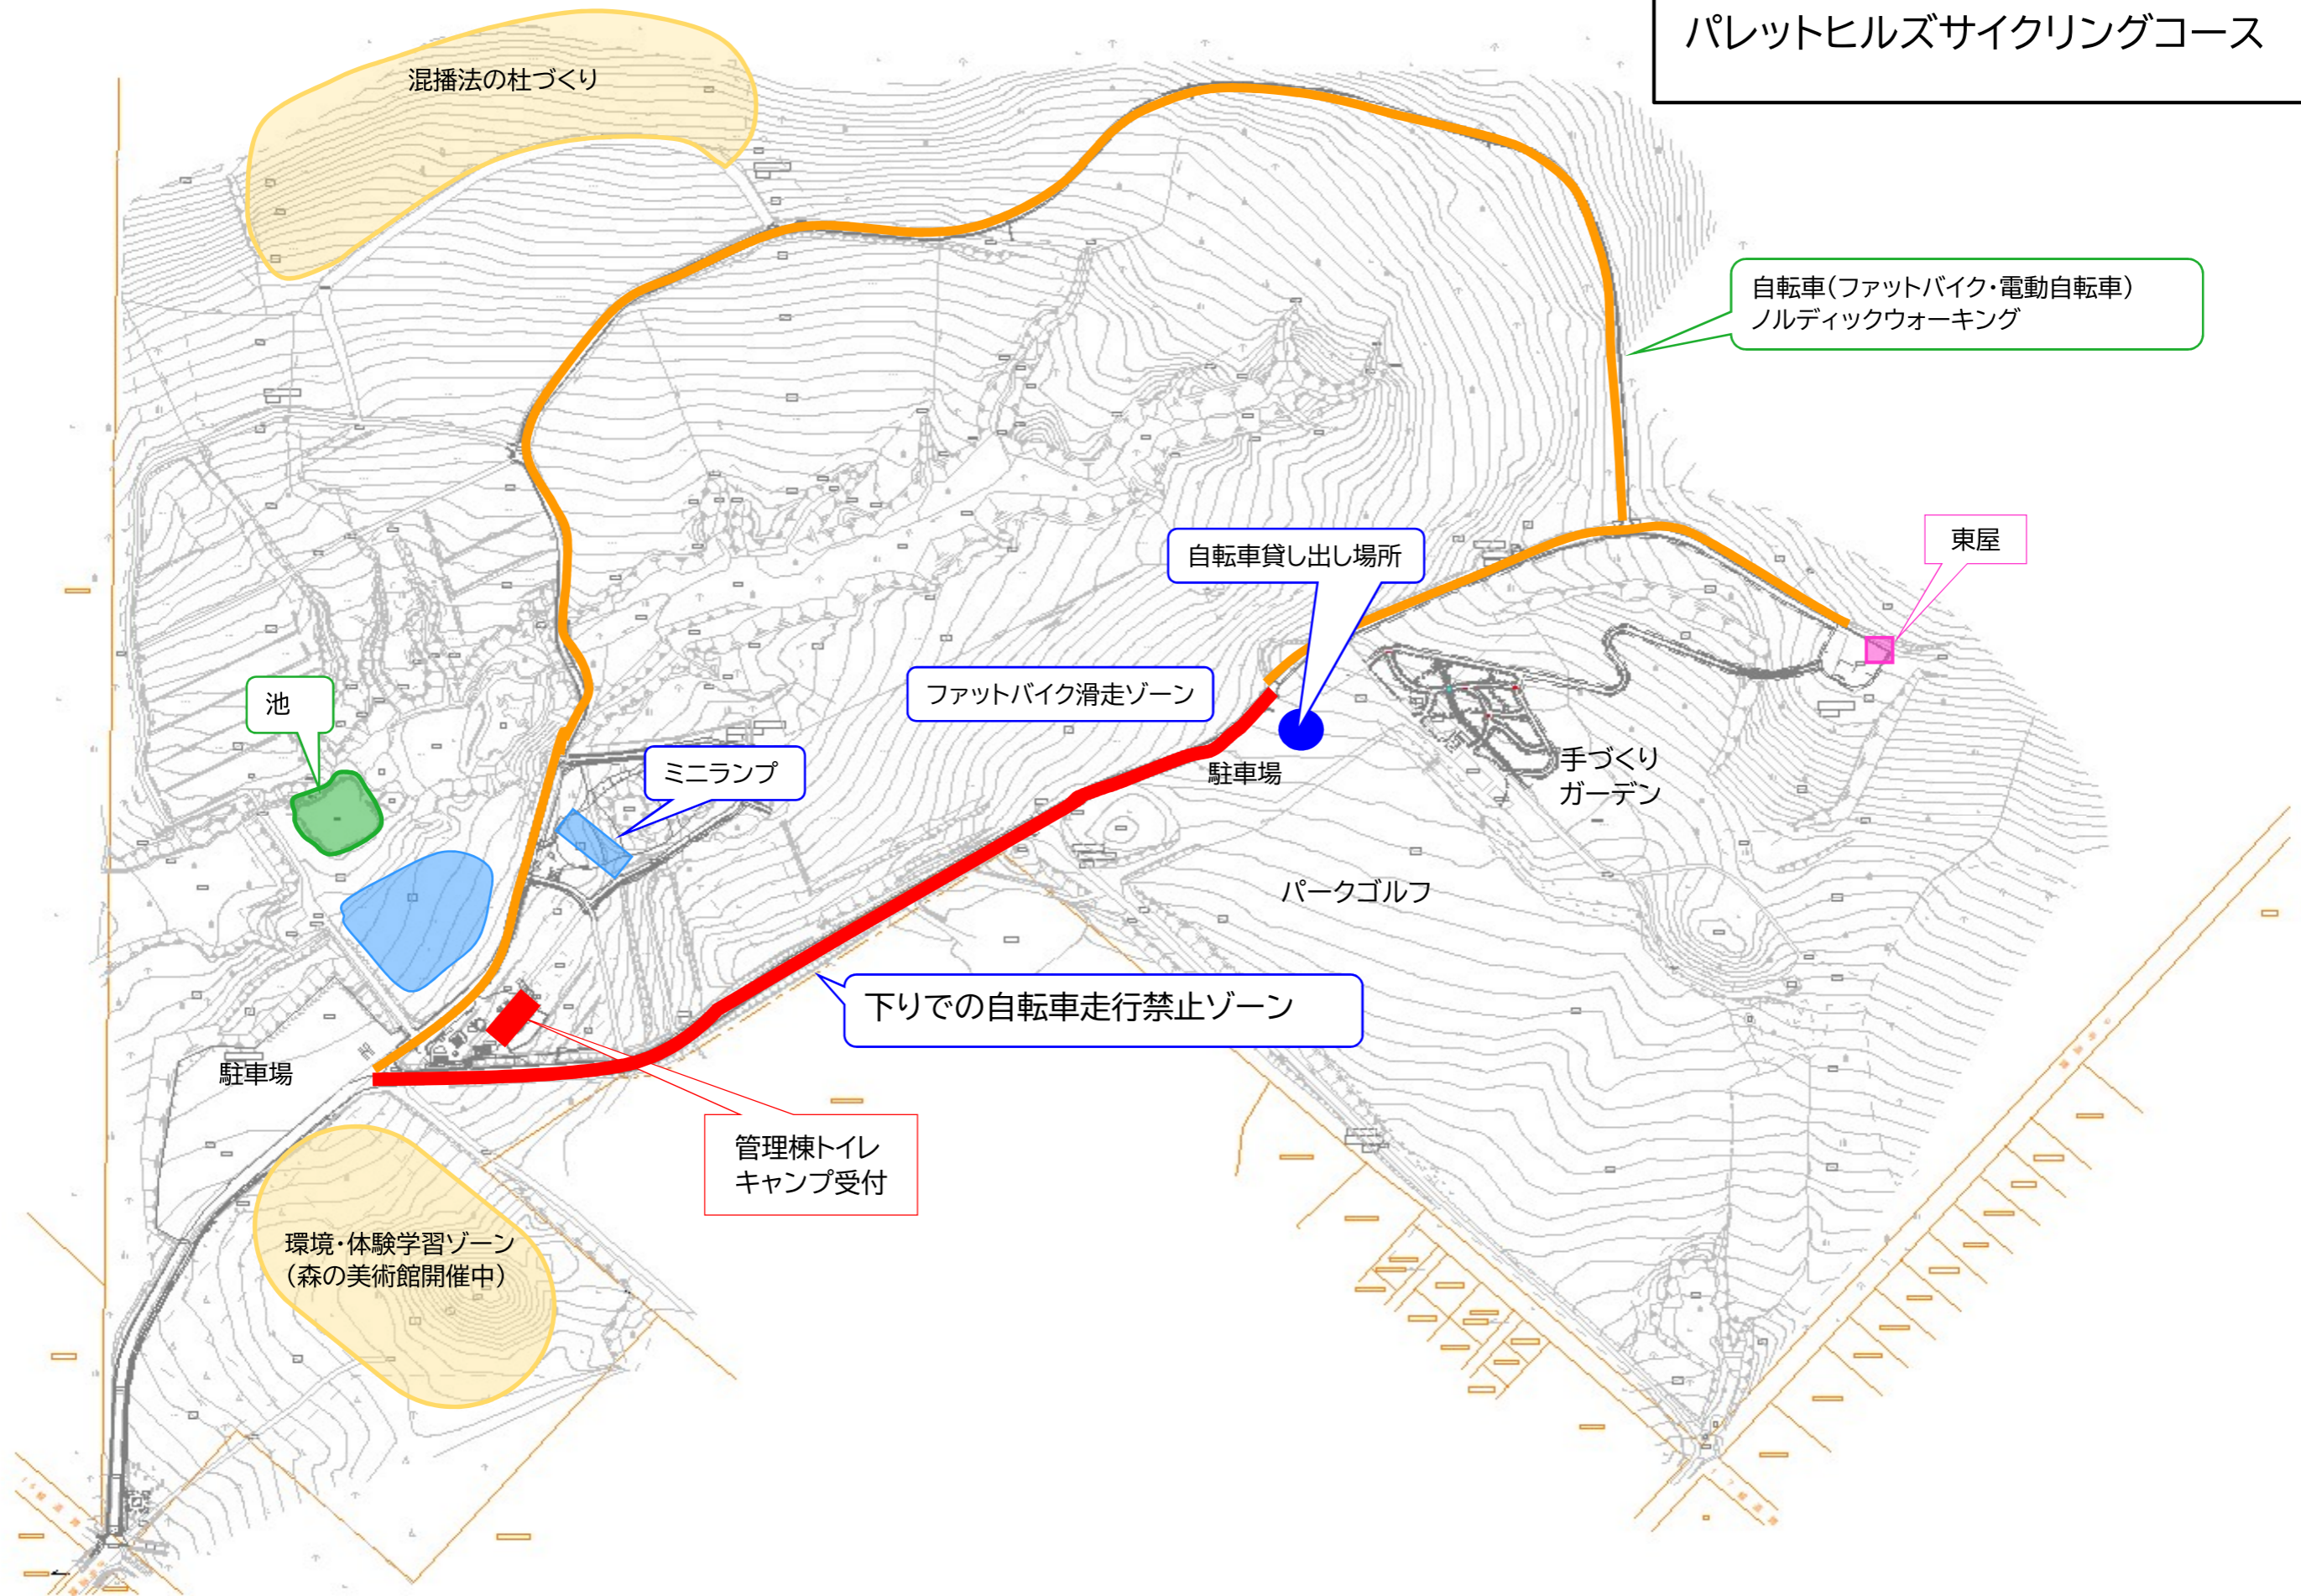 パレットヒルズサイクリングコース
混播法の杜づくり
自転車(ファットバイク・電動自転車)
ノルディックウォーキング
東屋
自転車貸し出し場所
ファットバイク滑走ゾーン
池
ミニランプ
駐車場
手づくり
ガーデン
パークゴルフ
下りでの自転車走行禁止ゾーン
駐車場
管理棟トイレ
キャンプ受付
環境・体験学習ゾーン
(森の美術館開催中)